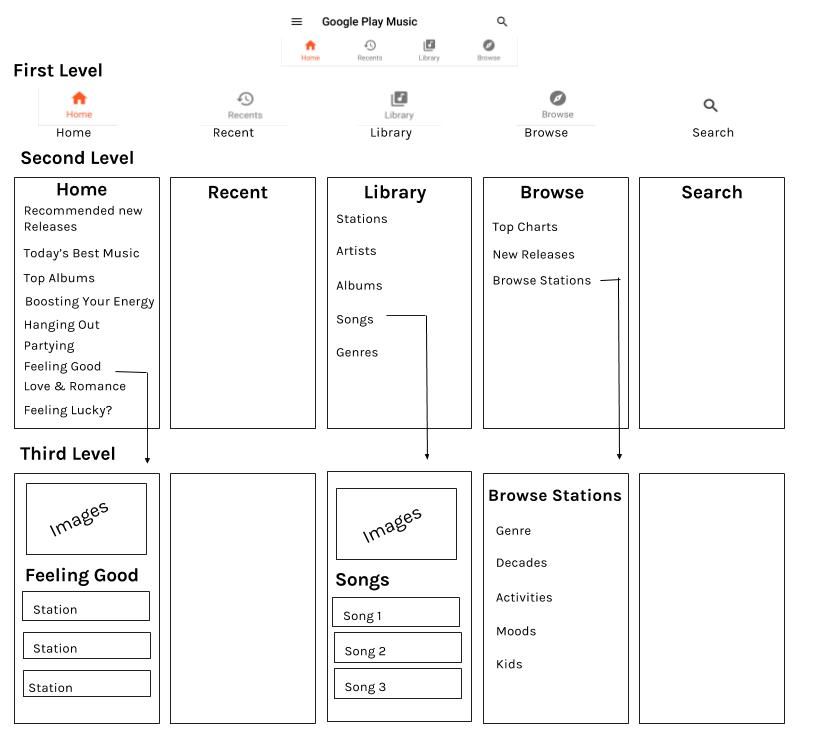 Google Play Music
Home Recents Library Browse
First Level
Home Recents Library Browse
Home Recent Library Browse Search
Second Level
Home
Recommended new
Releases
Today's Best Music
Top Albums
Boosting Your Energy
Hanging Out
Partying
Feeling Good
Love & Romance
Feeling Lucky?
Recent
Library
Stations
Artists
Albums
Songs
Genres
Browse
Top Charts
New Releases
Browse Stations
Search
Third Level
Images
Feeling Good
Station
Station
Station
Images
Songs
Song 1
Song 2
Song 3
Browse Stations
Genre
Decades
Activities
Moods
Kids